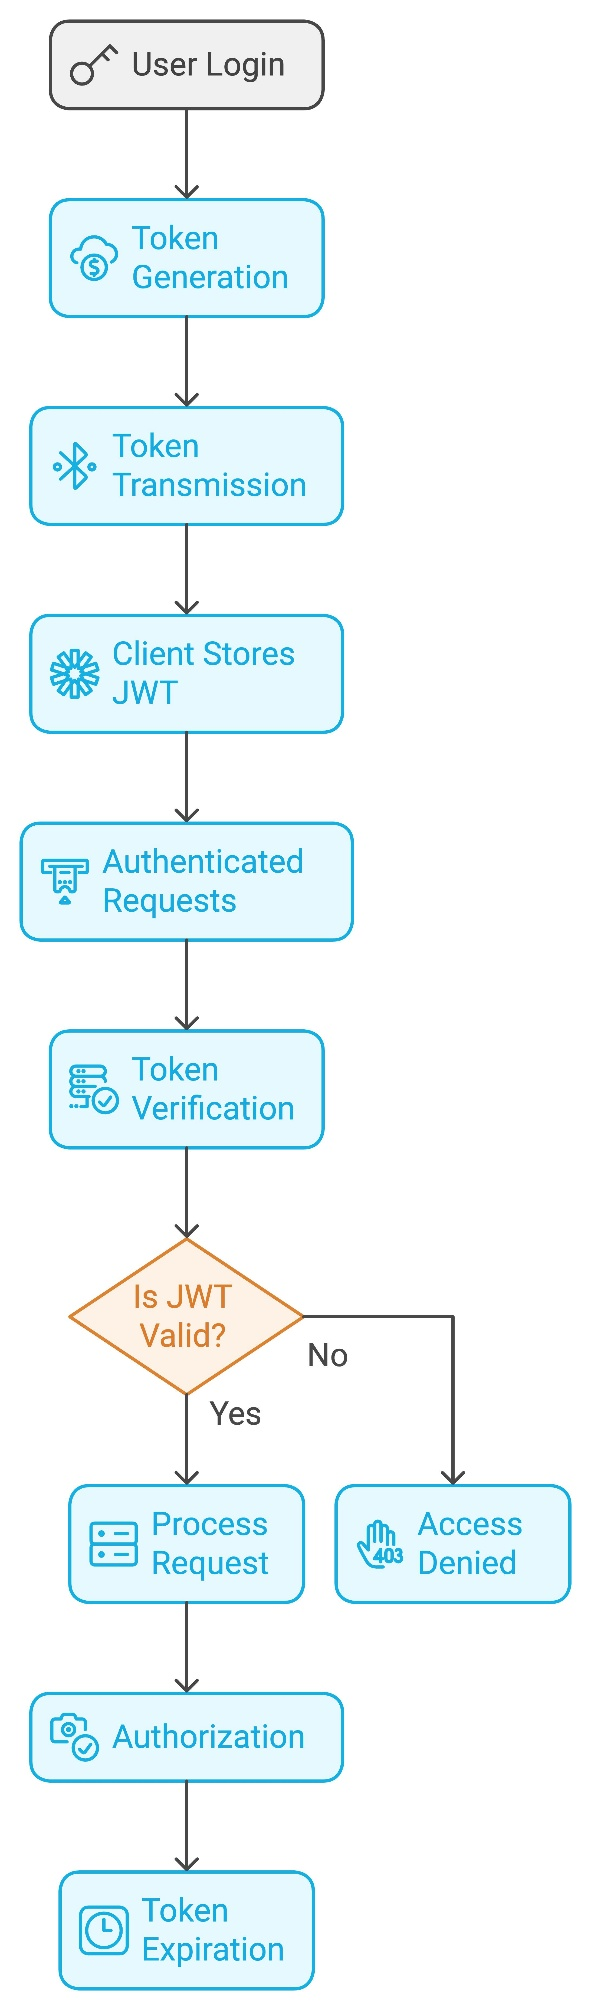 User Login
Token
Generation
Token
Transmission
Client Stores
JWT
Authenticated
Requests
Token
Verification
Is JWT
Valid?
No
Yes
Process
Request
403
Access
Denied
Authorization
Token
Expiration